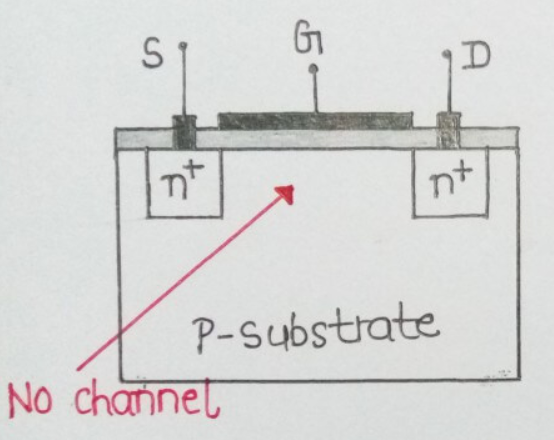 S
G
D
n+
n+
P-substrate
No channel